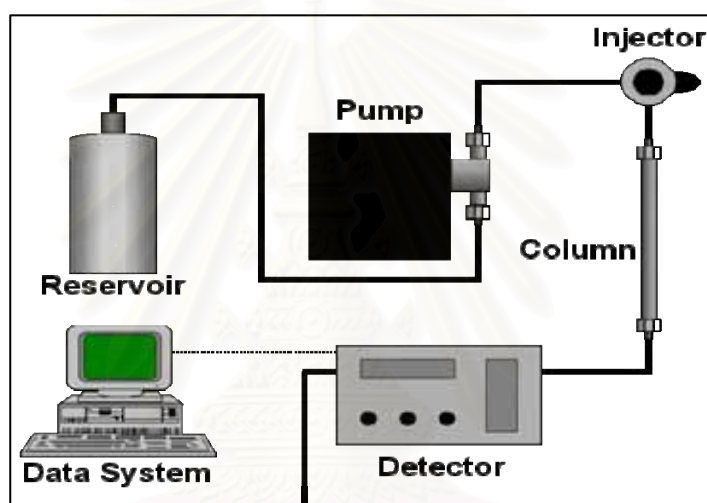 Injector
Pump
Reservoir
Column
Data System
Detector